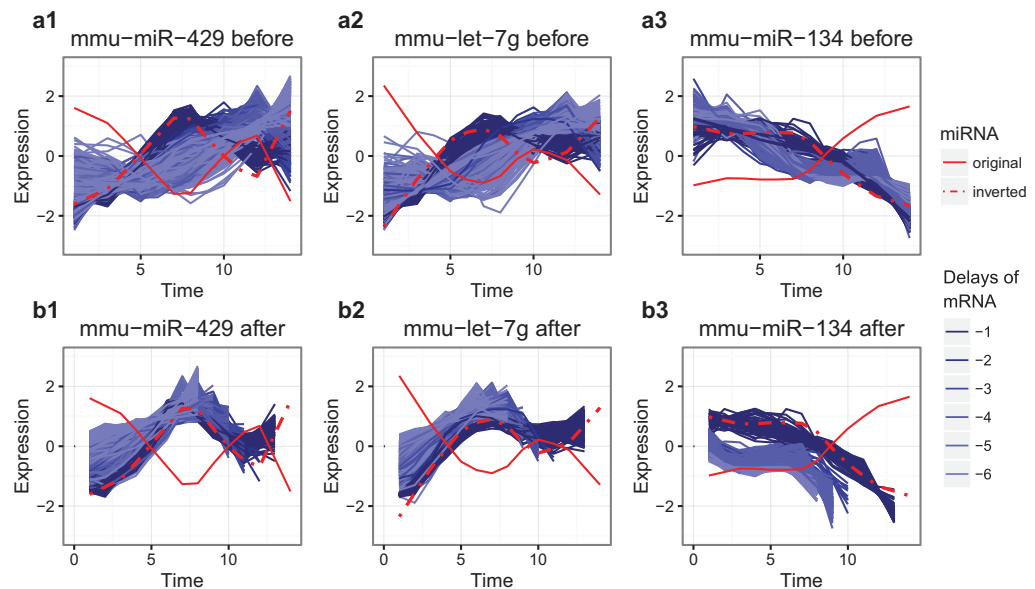 a1
mmu−miR−429 before
a2
mmu−let−7g before
a3
mmu−miR−134 before
Expression
2
0
−2
5
10
Time
Expression
2
0
−2
5
10
Time
Expression
2
0
−2
5
10
Time
miRNA
original
inverted
b1
mmu−miR−429 after
b2
mmu−let−7g after
b3
mmu−miR−134 after
Expression
2
0
−2
0
5
10
Time
Expression
2
0
−2
0
5
10
Time
Expression
2
0
−2
0
5
10
Time
Delays of
mRNA
−1
−2
−3
−4
−5
−6